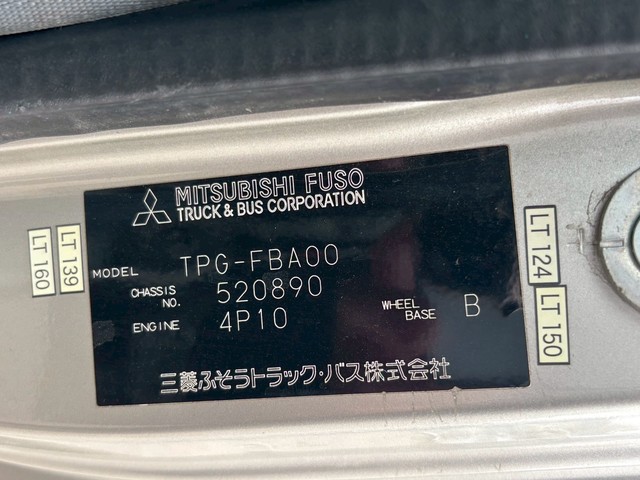 MITSUBISHI FUSO
TRUCK & BUS CORPORATION
MODEL TPG-FBA00
CHASSIS NO. 520890
ENGINE 4P10
WHEEL BASE B
三菱ふそうトラック・バス株式会社
LT 160
LT 139
LT 124
LT 150